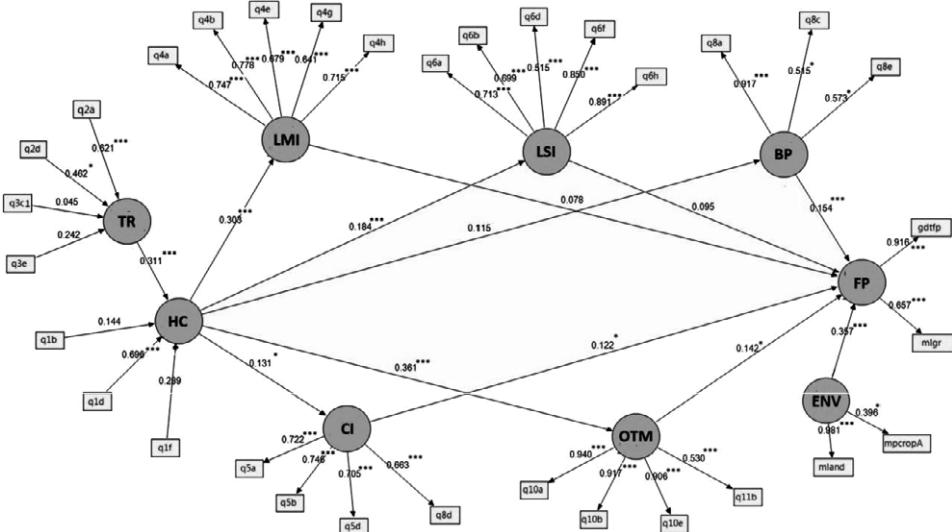 q4b
q4e
q4g
q4a
q4h
0.747***
0.778***
0.679***
0.641***
0.715***
LMI
q6b
q6d
q6f
q6a
q6h
0.713***
0.699***
0.515***
0.850***
0.891***
LSI
q8a
q8c
q8e
0.917***
0.515*
0.573*
BP
q2a
q2d
q3c1
q3e
0.621***
0.462*
0.045
0.242
TR
0.311***
0.303***
0.184***
0.115
0.078
0.095
0.154***
HC
q1b
q1d
q1f
0.144
0.696***
0.289
0.131*
0.361***
0.122*
0.142*
0.357***
FP
gdtfp
0.916***
0.657***
mlgr
CI
0.722***
0.746***
0.705***
0.663***
q5a
q5b
q5d
q8d
OTM
0.940***
0.917***
0.906***
0.530***
q10a
q10b
q10e
q11b
ENV
0.981***
0.396*
mland
mpcropA